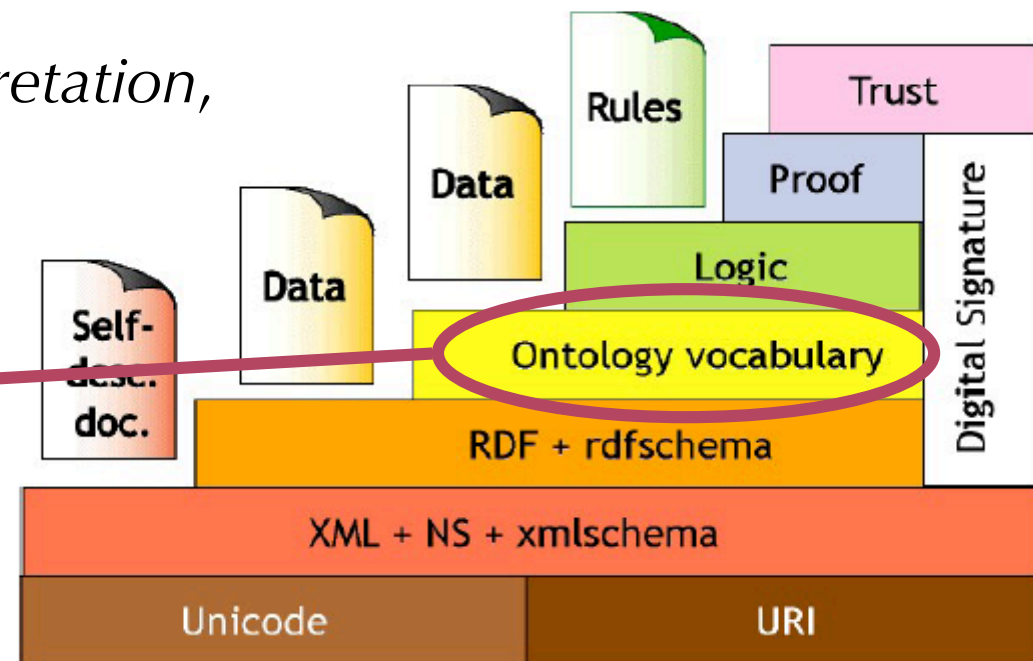 retation,
Rules
Trust
Data
Proof
Digital Signature
Data
Logic
Self-
desc.
doc.
Ontology vocabulary
RDF + rdfschema
XML + NS + xmlschema
Unicode
URI